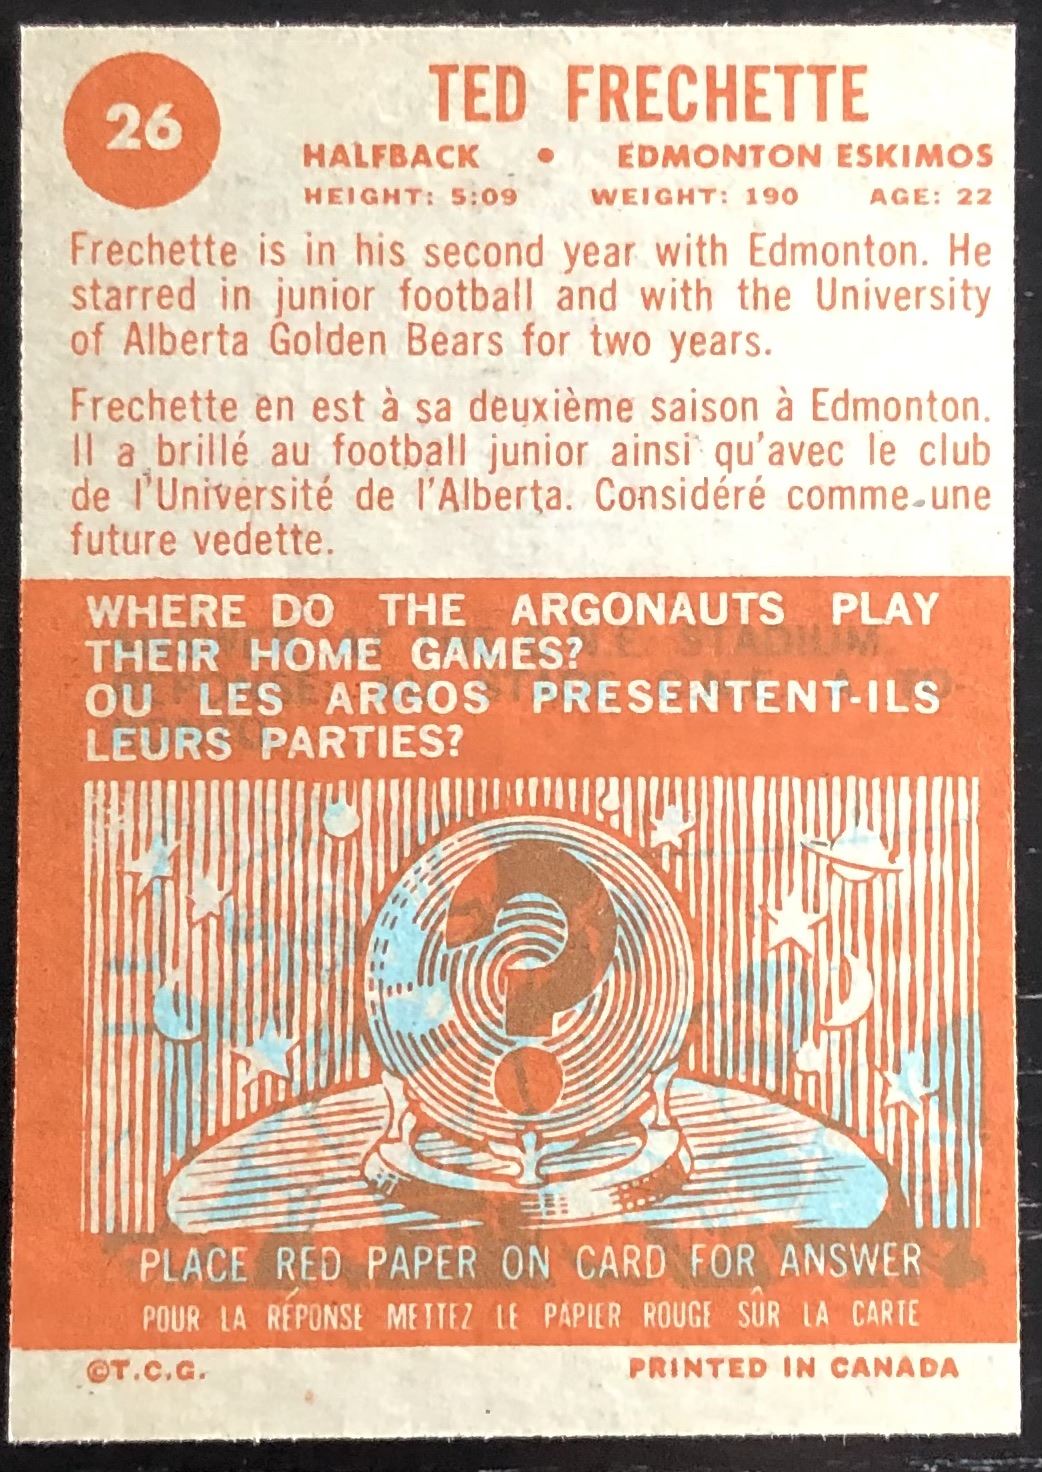 26
TED FRECHETTE
HALFBACK • EDMONTON ESKIMOS
HEIGHT: 5:09 WEIGHT: 190 AGE: 22
Frechette is in his second year with Edmonton. He
starred in junior football and with the University
of Alberta Golden Bears for two years.
Frechette en est à sa deuxième saison à Edmonton.
Il a brillé au football junior ainsi qu'avec le club
de l'Université de l'Alberta. Considéré comme une
future vedette.
WHERE DO THE ARGONAUTS PLAY
THEIR HOME GAMES?
OU LES ARGOS PRESENTENT-ILS
LEURS PARTIES?
STADIUM
?
PLACE RED PAPER ON CARD FOR ANSWER
POUR LA RÉPONSE METTEZ LE PAPIER ROUGE SÛR LA CARTE
©T.C.G. PRINTED IN CANADA